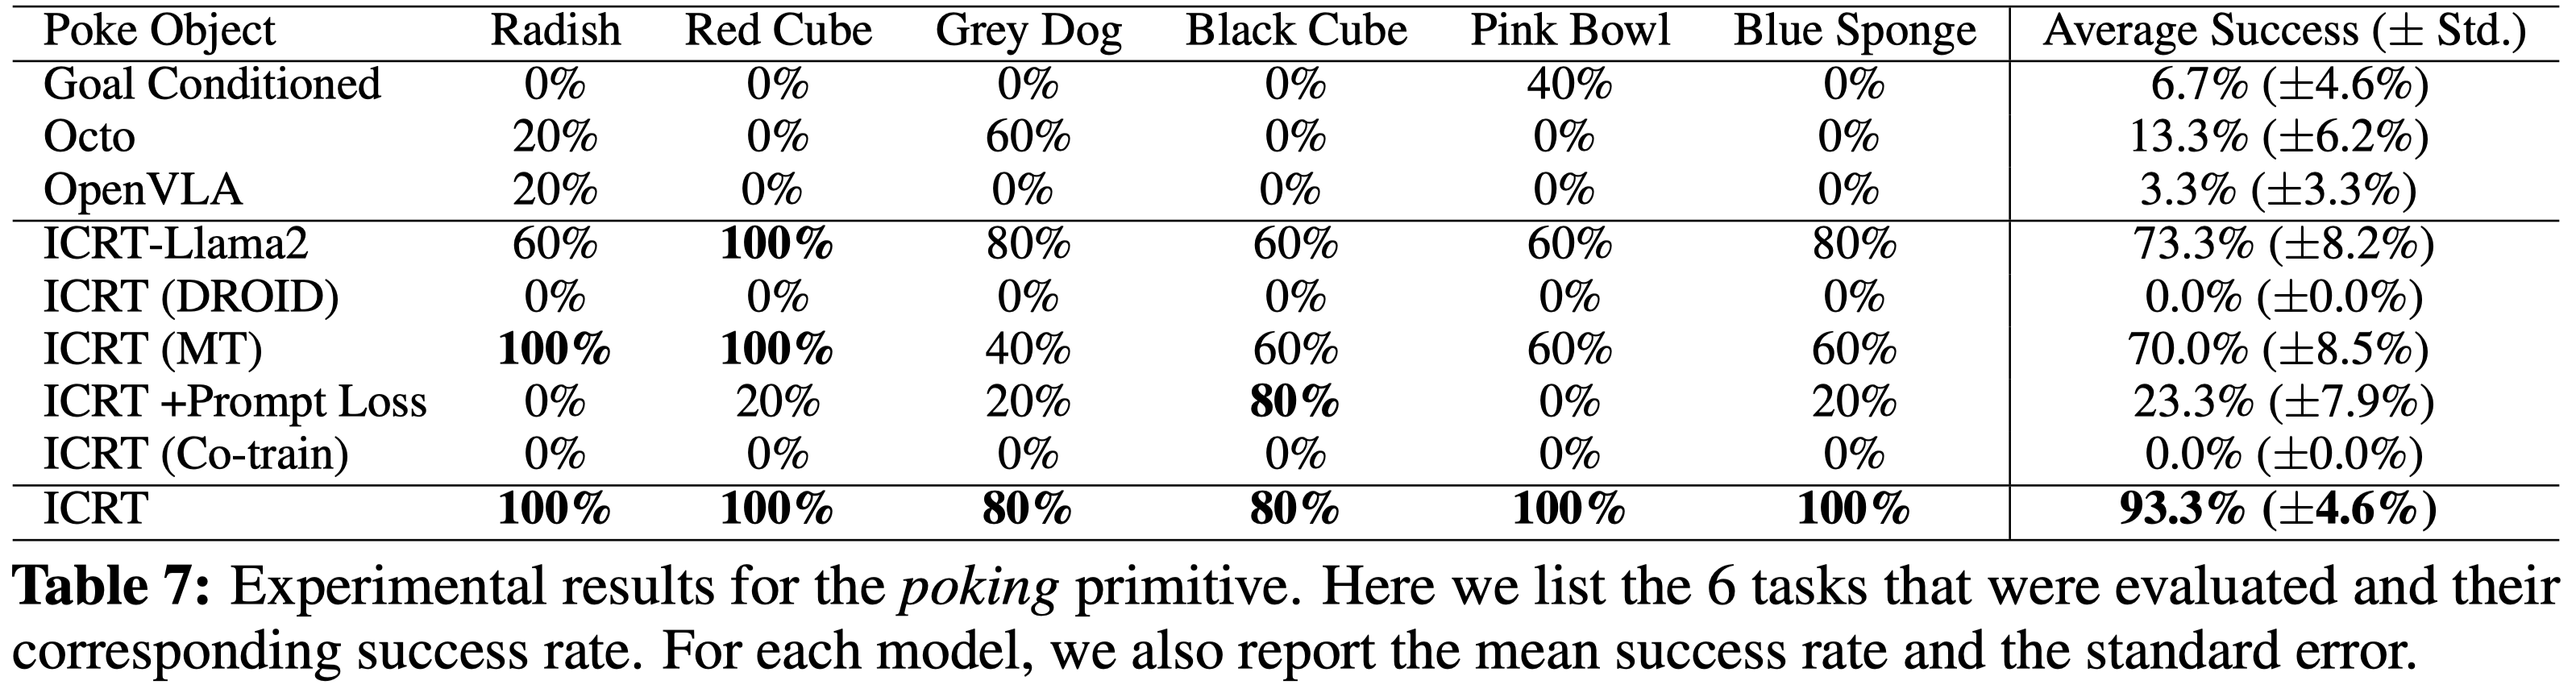 Poke Object Radish Red Cube Grey Dog Black Cube Pink Bowl Blue Sponge Average Success (± Std.)
Goal Conditioned 0% 0% 0% 0% 40% 0% 6.7% (±4.6%)
Octo 20% 0% 60% 0% 0% 0% 13.3% (±6.2%)
OpenVLA 20% 0% 0% 0% 0% 0% 3.3% (±3.3%)
ICRT-Llama2 60% 100% 80% 60% 60% 80% 73.3% (±8.2%)
ICRT (DROID) 0% 0% 0% 0% 0% 0% 0.0% (±0.0%)
ICRT (MT) 100% 100% 40% 60% 60% 60% 70.0% (±8.5%)
ICRT +Prompt Loss 0% 20% 20% 80% 0% 20% 23.3% (±7.9%)
ICRT (Co-train) 0% 0% 0% 0% 0% 0% 0.0% (±0.0%)
ICRT 100% 100% 80% 80% 100% 100% 93.3% (±4.6%)
Table 7: Experimental results for the poking primitive. Here we list the 6 tasks that were evaluated and their
corresponding success rate. For each model, we also report the mean success rate and the standard error.